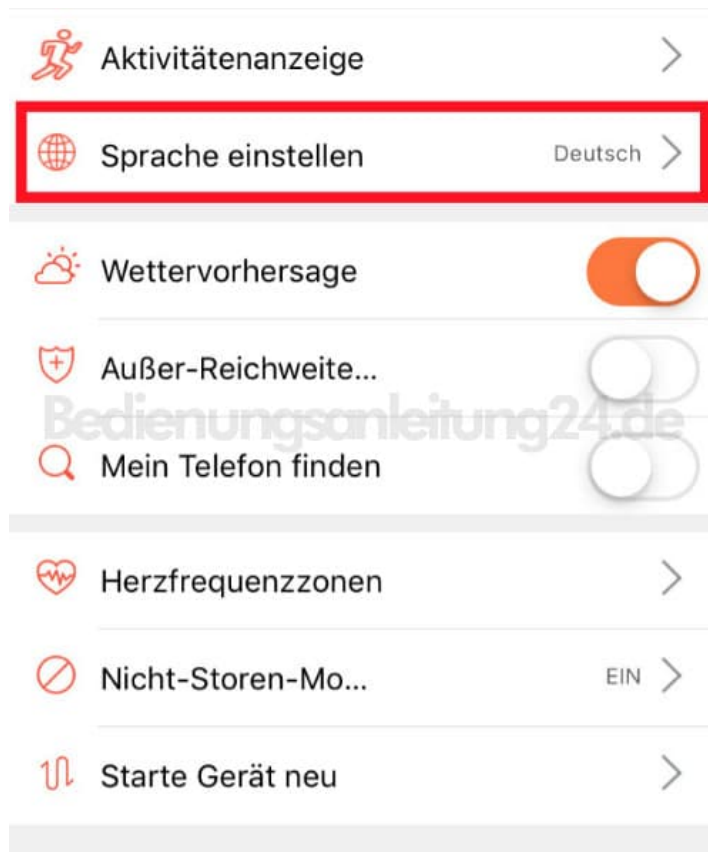 Aktivitätenanzeige
Sprache einstellen Deutsch
Wettervorhersage
Außer-Reichweite...
Bedienungsanleitung24.de
Mein Telefon finden
Herzfrequenzzonen
Nicht-Storen-Mo... EIN
Starte Gerät neu